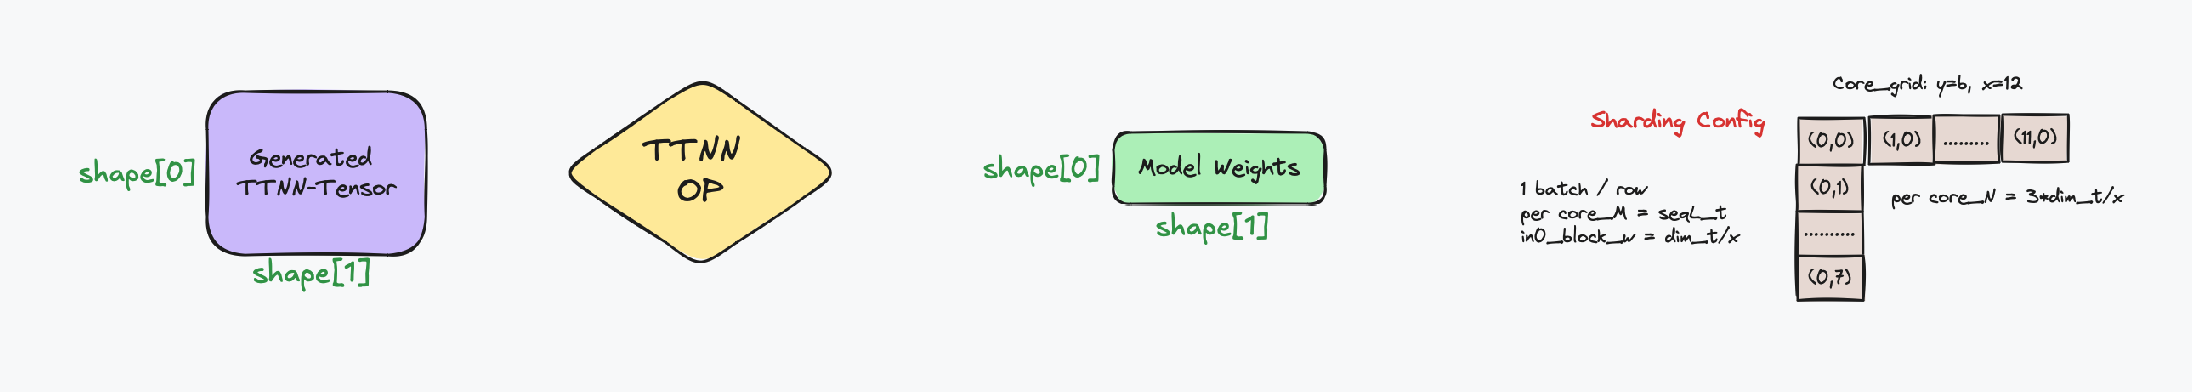 shape[0]
Generated
TTNN-Tensor
shape[1]
TTNN
OP
shape[0]
Model Weights
shape[1]
Sharding Config
1 batch / row
per core_M = seqL_t
in0_block_w = dim_t/x
Core_grid: y=b, x=12
(0,0)
(1,0)
.........
(11,0)
(0,1)
..........
(0,7)
per core_N = 3*dim_t/x